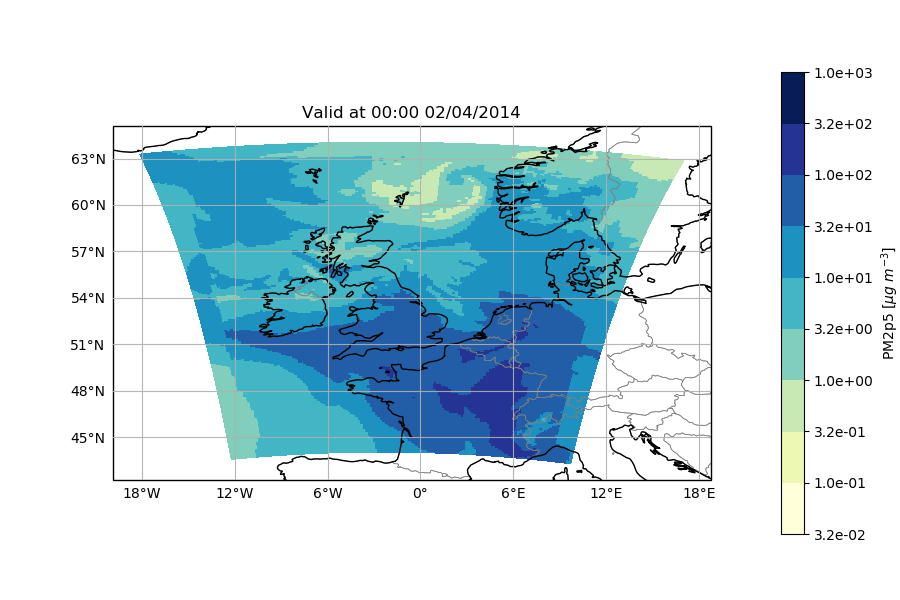 Valid at 00:00 02/04/2014
63°N
60°N
57°N
54°N
51°N
48°N
45°N
18°W
12°W
6°W
0°
6°E
12°E
18°E
1.0e+03
3.2e+02
1.0e+02
3.2e+01
1.0e+01
3.2e+00
1.0e+00
3.2e-01
1.0e-01
3.2e-02
PM2p5 [μg m⁻³]